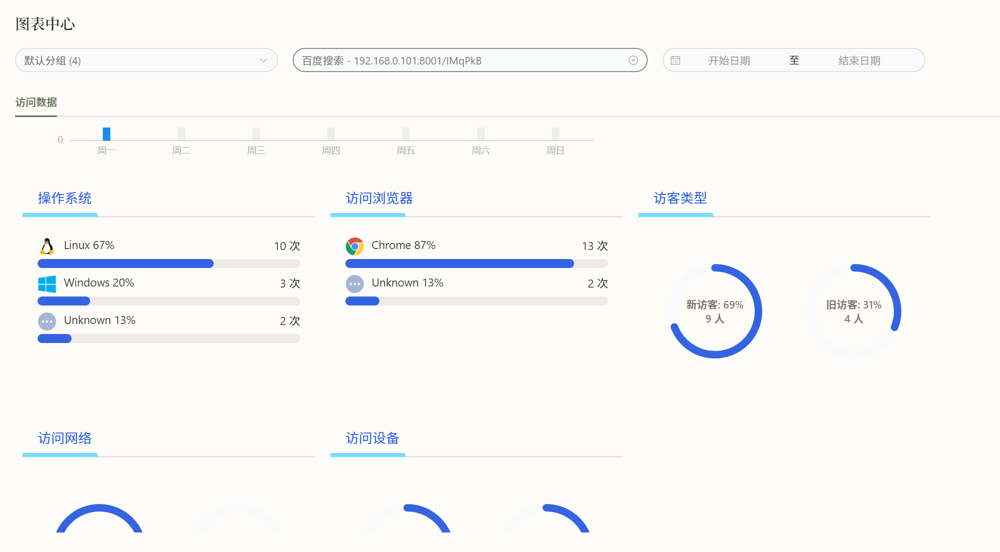 图表中心
默认分组 (4)
百度搜索 - 192.168.0.101:8001/IMqPkB
开始日期 至 结束日期
访问数据
0
周一 周二 周三 周四 周五 周六 周日
操作系统
Linux 67% 10 次
Windows 20% 3 次
Unknown 13% 2 次
访问浏览器
Chrome 87% 13 次
Unknown 13% 2 次
访客类型
新访客: 69%
9 人
旧访客: 31%
4 人
访问网络
访问设备